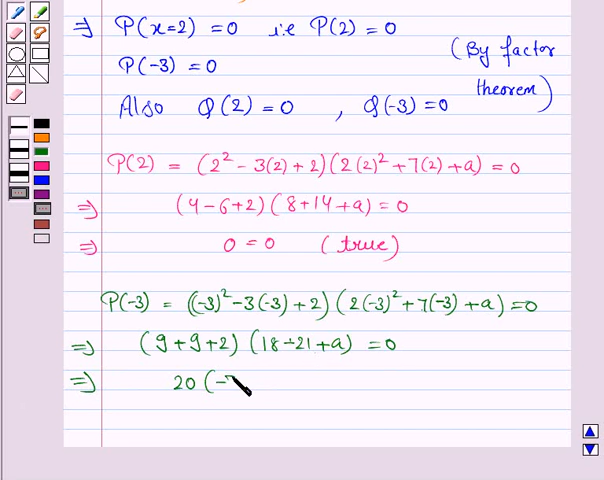 ⇒ P(x=2) = 0 i.e P(2) = 0
P(-3) = 0 (By factor theorem)
Also Q(2) = 0 , Q(-3) = 0
P(2) = (2² - 3(2) + 2) (2(2)² + 7(2) + a) = 0
⇒ (4 - 6 + 2) (8 + 14 + a) = 0
⇒ 0 = 0 (true)
P(-3) = ((-3)² - 3(-3) + 2) (2(-3)² + 7(-3) + a) = 0
⇒ (9 + 9 + 2) (18 - 21 + a) = 0
⇒ 20 (-